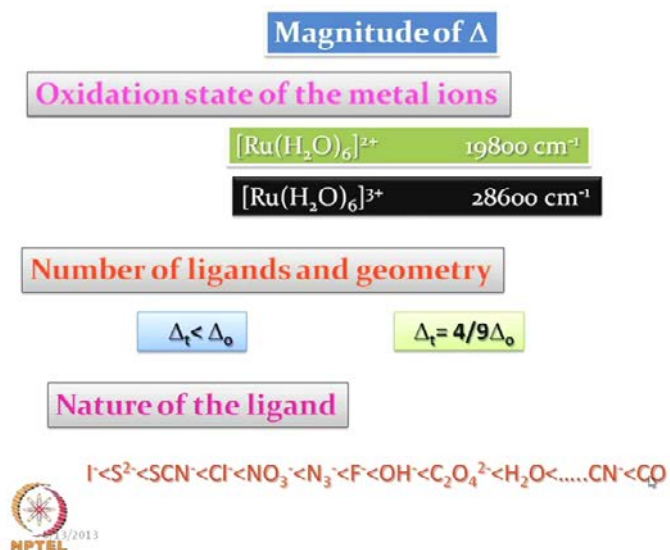 Magnitude of Δ
Oxidation state of the metal ions
[Ru(H₂O)₆]²⁺ 19800 cm⁻¹
[Ru(H₂O)₆]³⁺ 28600 cm⁻¹
Number of ligands and geometry
Δₜ< Δₒ Δₜ= 4/9Δₒ
Nature of the ligand
I⁻<S²⁻<SCN⁻<Cl⁻<NO₃⁻<N₃⁻<F⁻<OH⁻<C₂O₄²⁻<H₂O<.....CN⁻<CO
13/2013
NPTEL